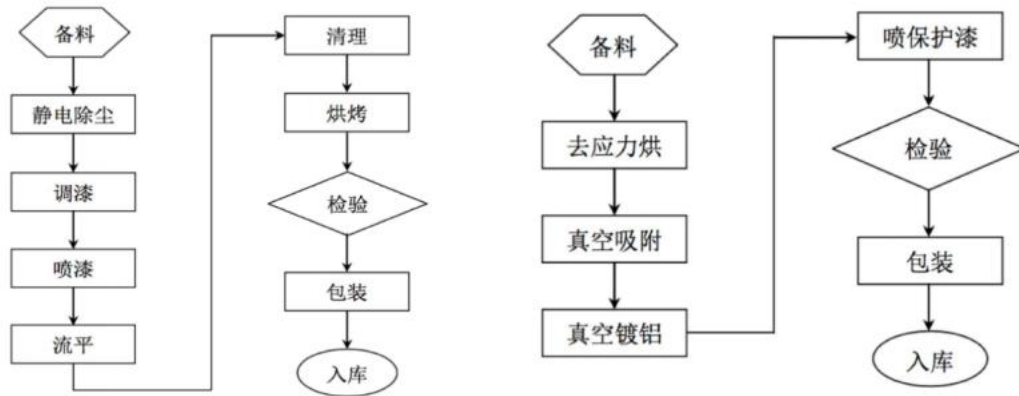 备料
静电除尘
调漆
喷漆
流平
清理
烘烤
检验
包装
入库
备料
去应力烘
真空吸附
真空镀铝
喷保护漆
检验
包装
入库